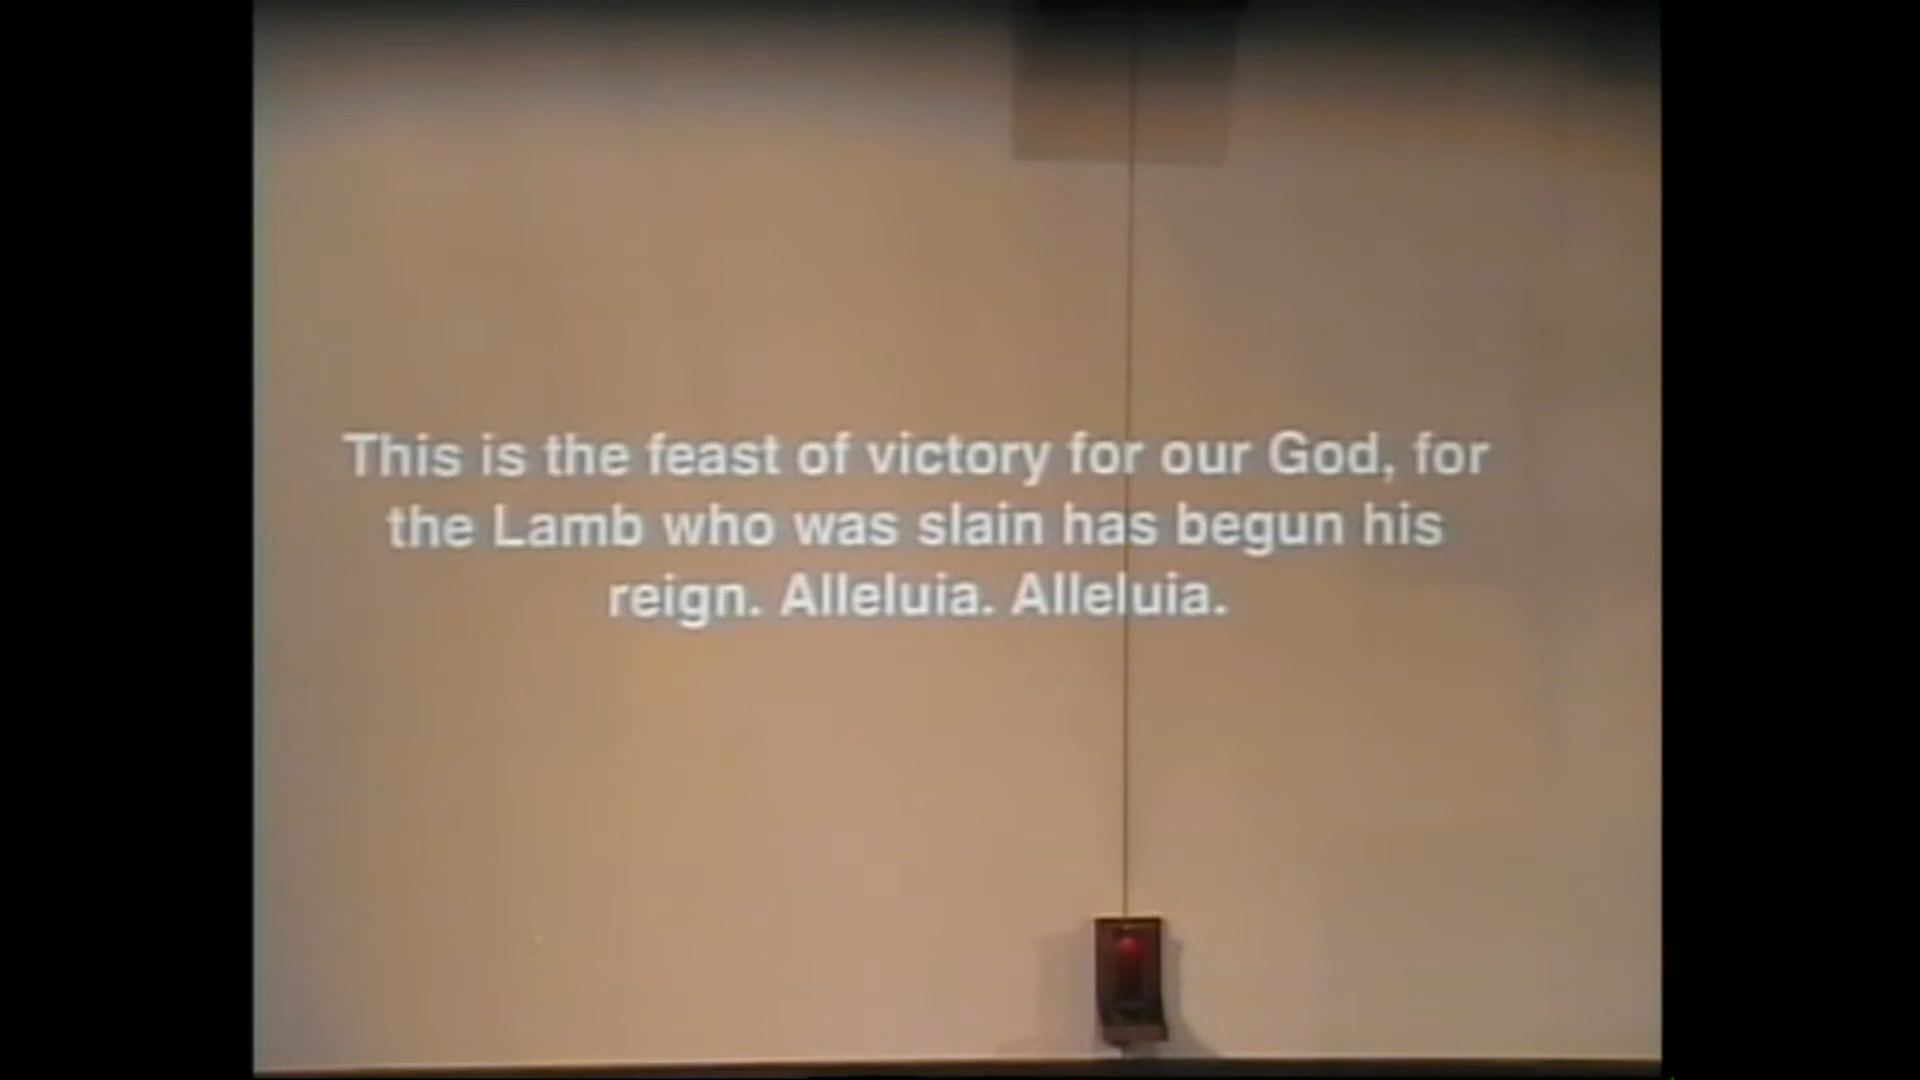 This is the feast of victory for our God, for
the Lamb who was slain has begun his
reign. Alleluia. Alleluia.